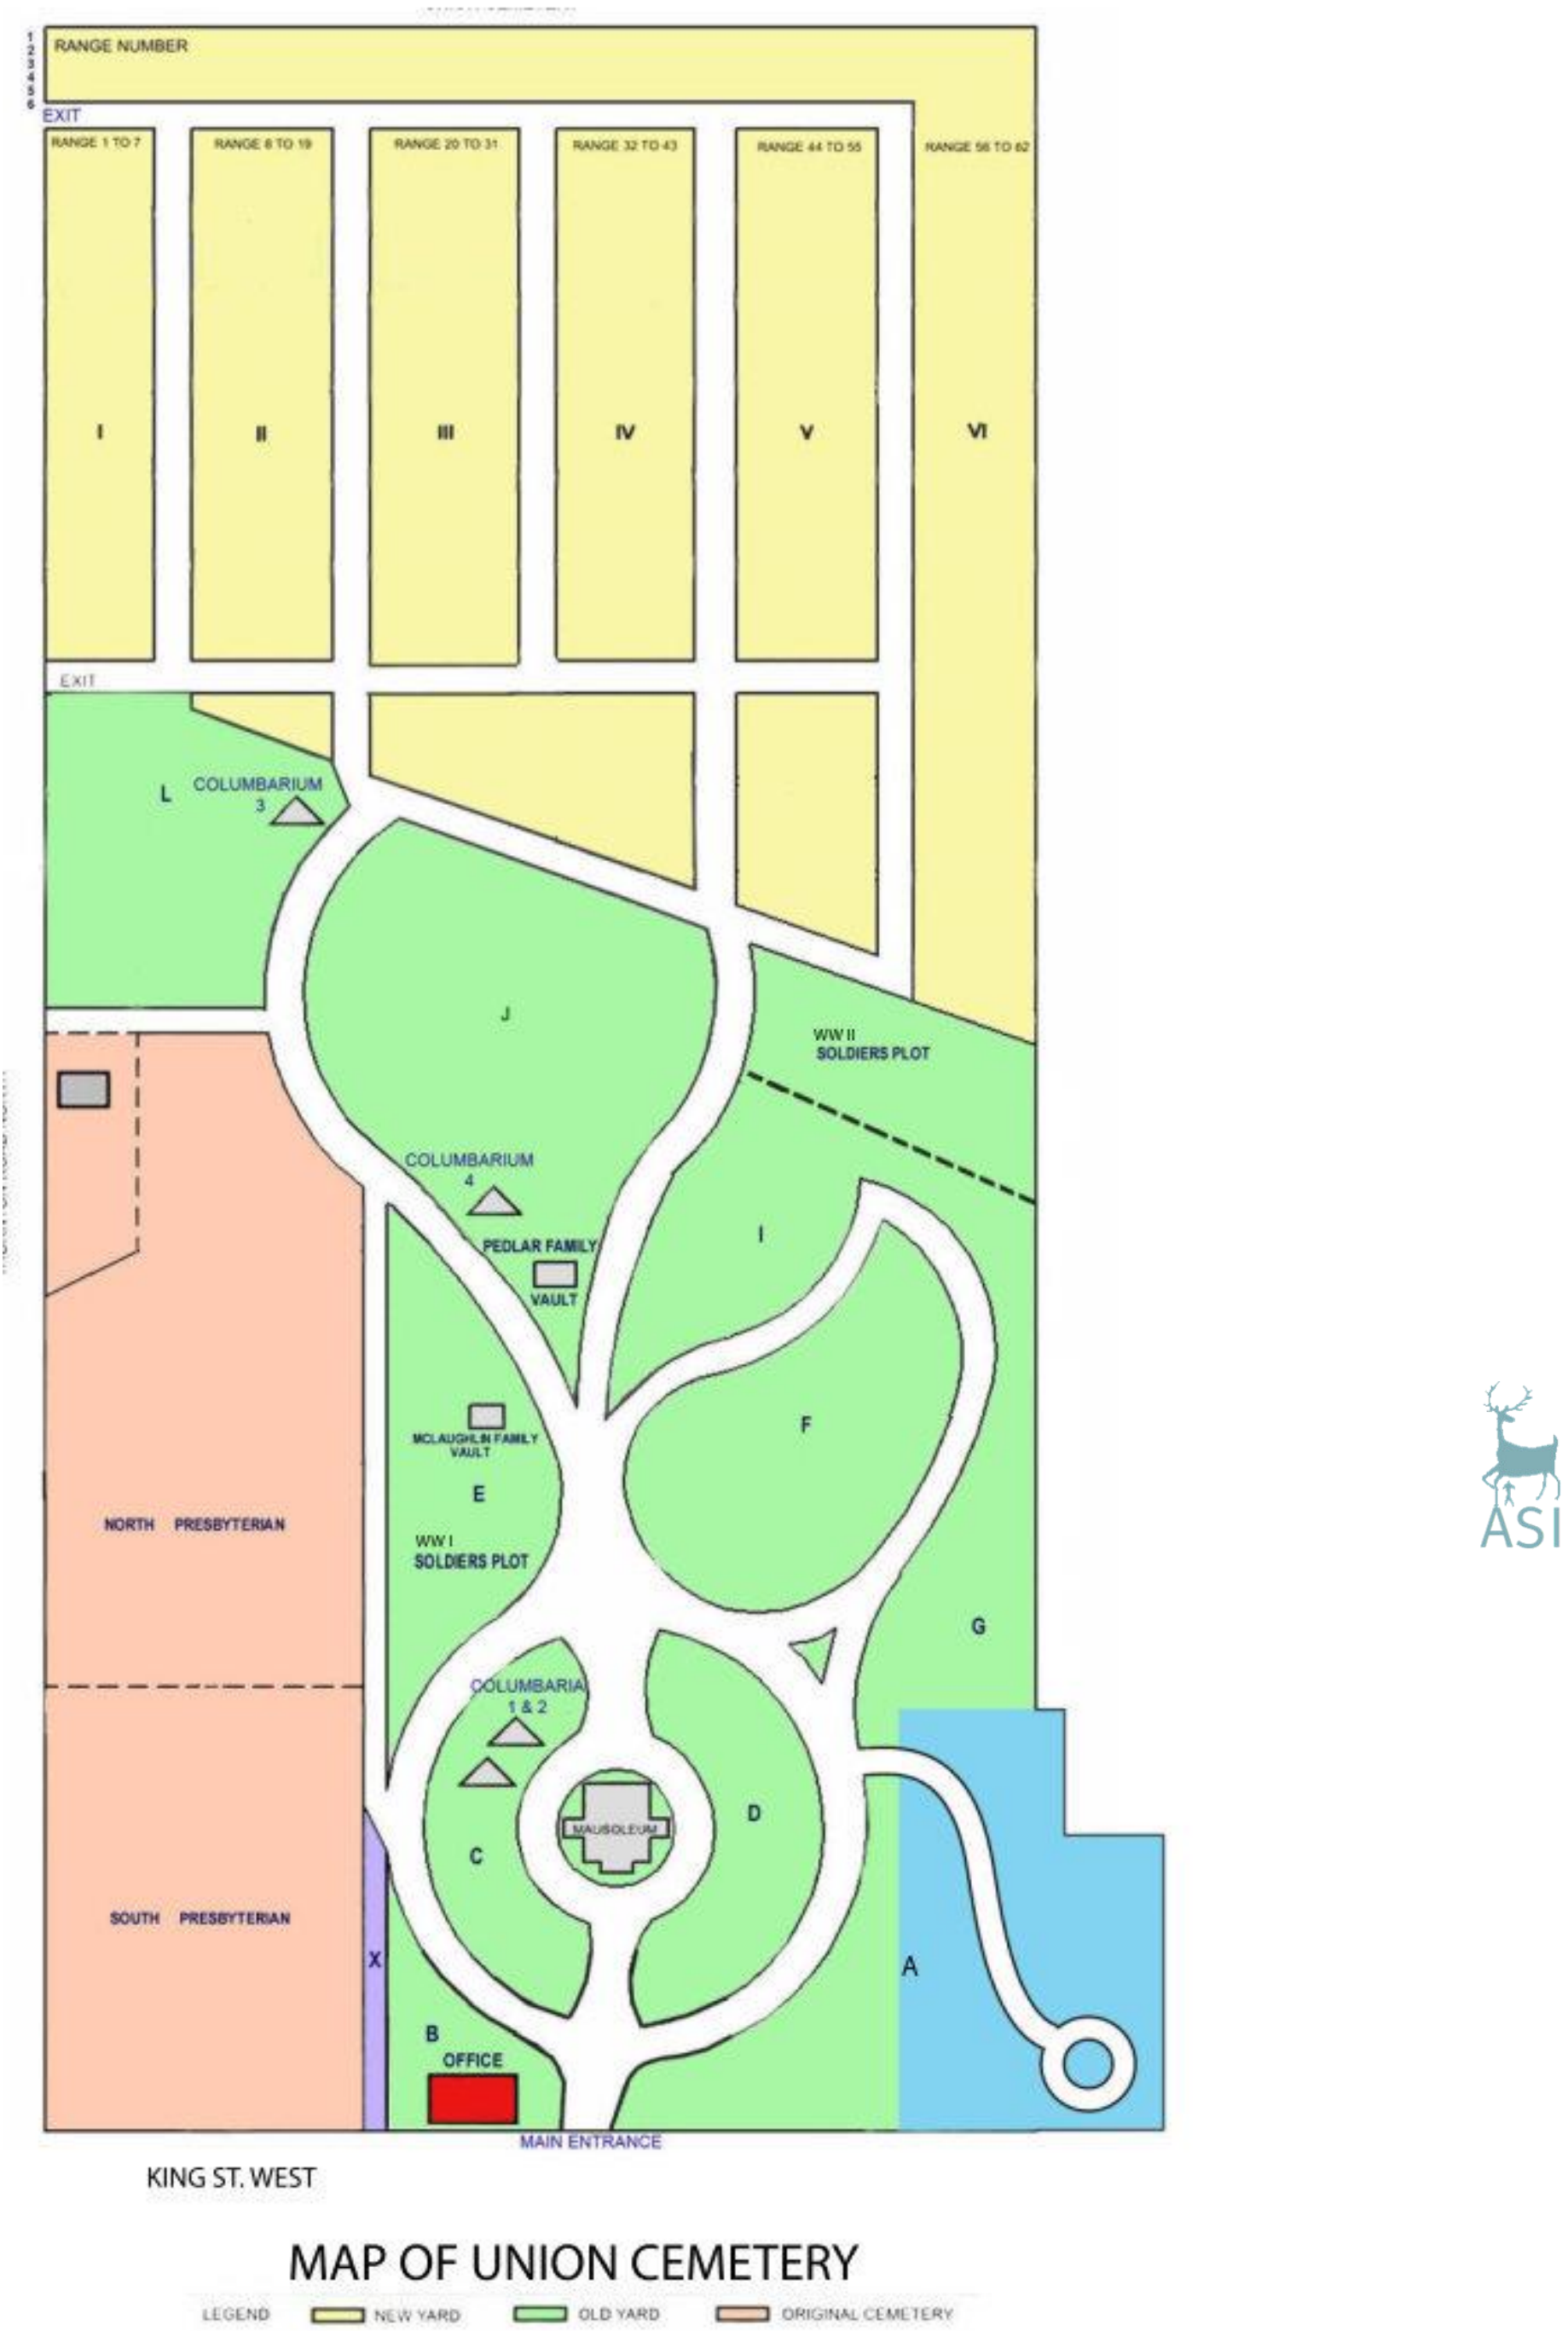 1
2
3
4
5
6
RANGE NUMBER
EXIT
RANGE 1 TO 7
RANGE 8 TO 19
RANGE 20 TO 31
RANGE 32 TO 43
RANGE 44 TO 55
RANGE 56 TO 62
I
II
III
IV
V
VI
EXIT
L
COLUMBARIUM
3
J
WW II
SOLDIERS PLOT
COLUMBARIUM
4
PEDLAR FAMILY
VAULT
I
F
MCLAUGHLIN FAMILY
VAULT
E
WW I
SOLDIERS PLOT
NORTH PRESBYTERIAN
G
COLUMBARIA
1 & 2
D
MAUSOLEUM
C
SOUTH PRESBYTERIAN
X
A
B
OFFICE
MAIN ENTRANCE
KING ST. WEST
MAP OF UNION CEMETERY
LEGEND
NEW YARD
OLD YARD
ORIGINAL CEMETERY
ASI